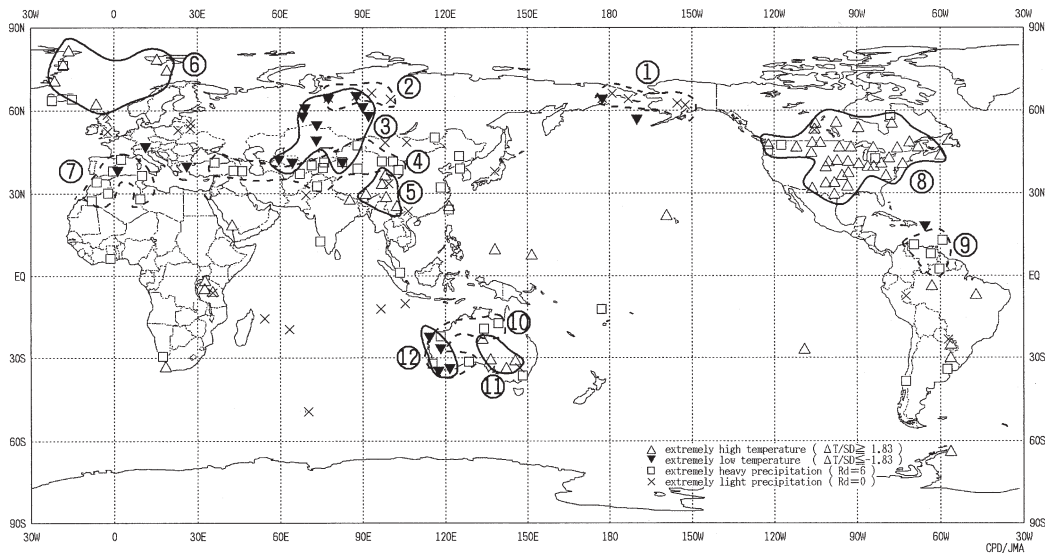 30W 0 30E 60E 90E 120E 150E 180 150W 120W 90W 60W 30W
90N 90N
⑥ ② ①
60N 60N
③
⑦ ④
30N ⑤ 30N
⑧
⑨
EQ EQ
⑩
30S ⑫ 30S
⑪
60S 60S
△ extremely high temperature ( △T/SD≧ 1.83)
▼ extremely low temperature ( △T/SD≦-1.83)
□ extremely heavy precipitation ( Rd=6)
× extremely light precipitation ( Rd=0)
90S 90S
30W 0 30E 60E 90E 120E 150E 180 150W 120W 90W 60W 30W
CPD/JMA